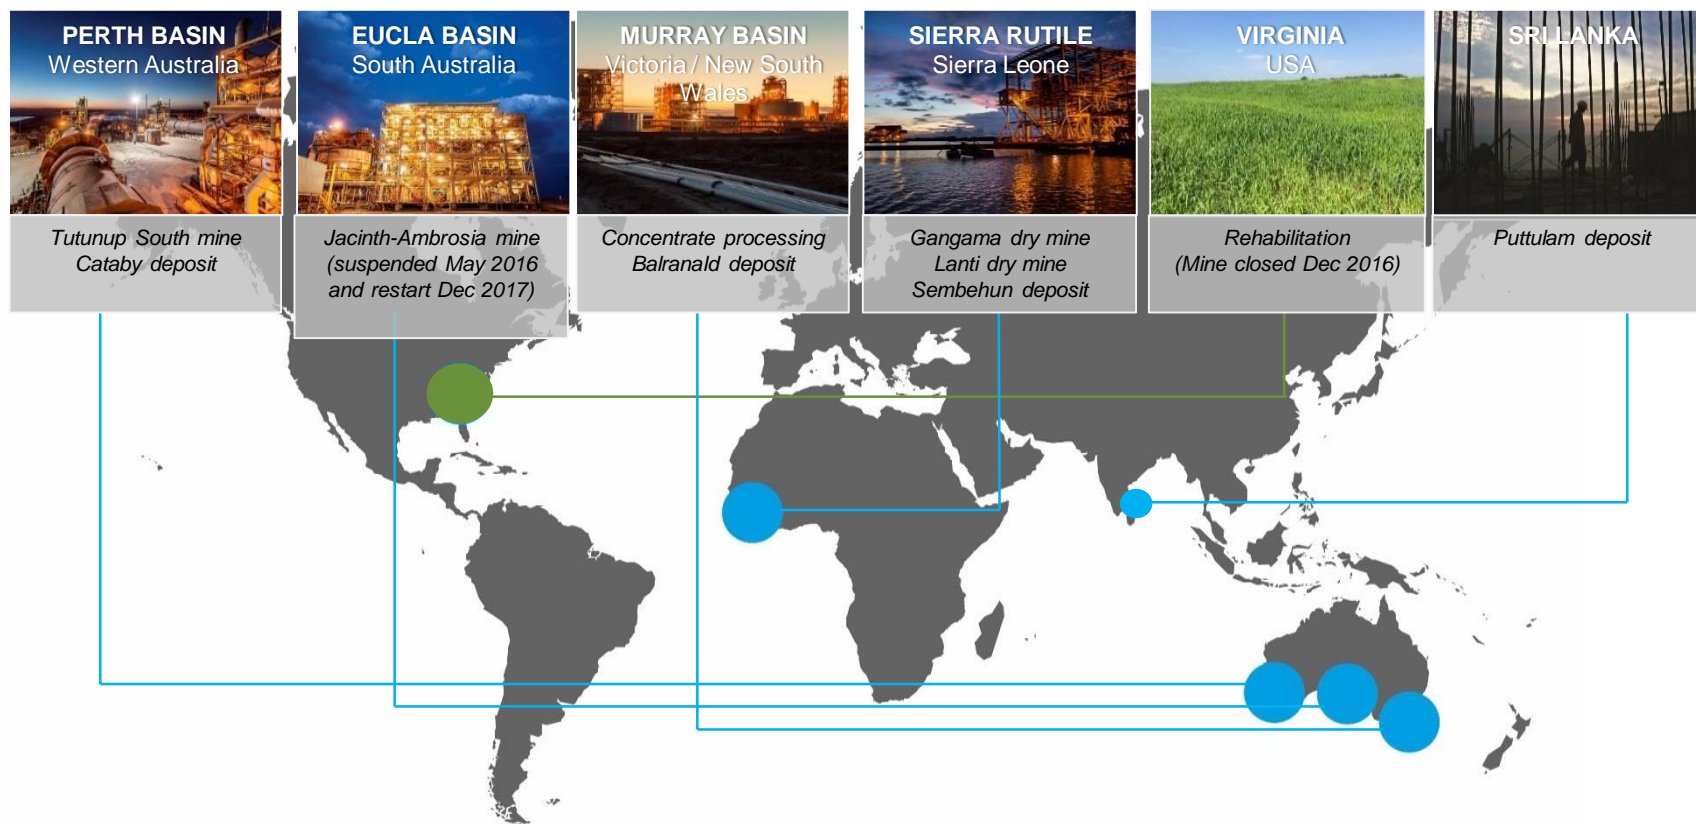 PERTH BASIN
Western Australia
EUCLA BASIN
South Australia
MURRAY BASIN
Victoria / New South
Wales
SIERRA RUTILE
Sierra Leone
VIRGINIA
USA
SRI LANKA
Tutunup South mine
Cataby deposit
Jacinth-Ambrosia mine
(suspended May 2016
and restart Dec 2017)
Concentrate processing
Balranald deposit
Gangama dry mine
Lanti dry mine
Sembehun deposit
Rehabilitation
(Mine closed Dec 2016)
Puttulam deposit